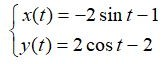 x(t) = −2 sin t − 1
y(t) = 2 cos t − 2